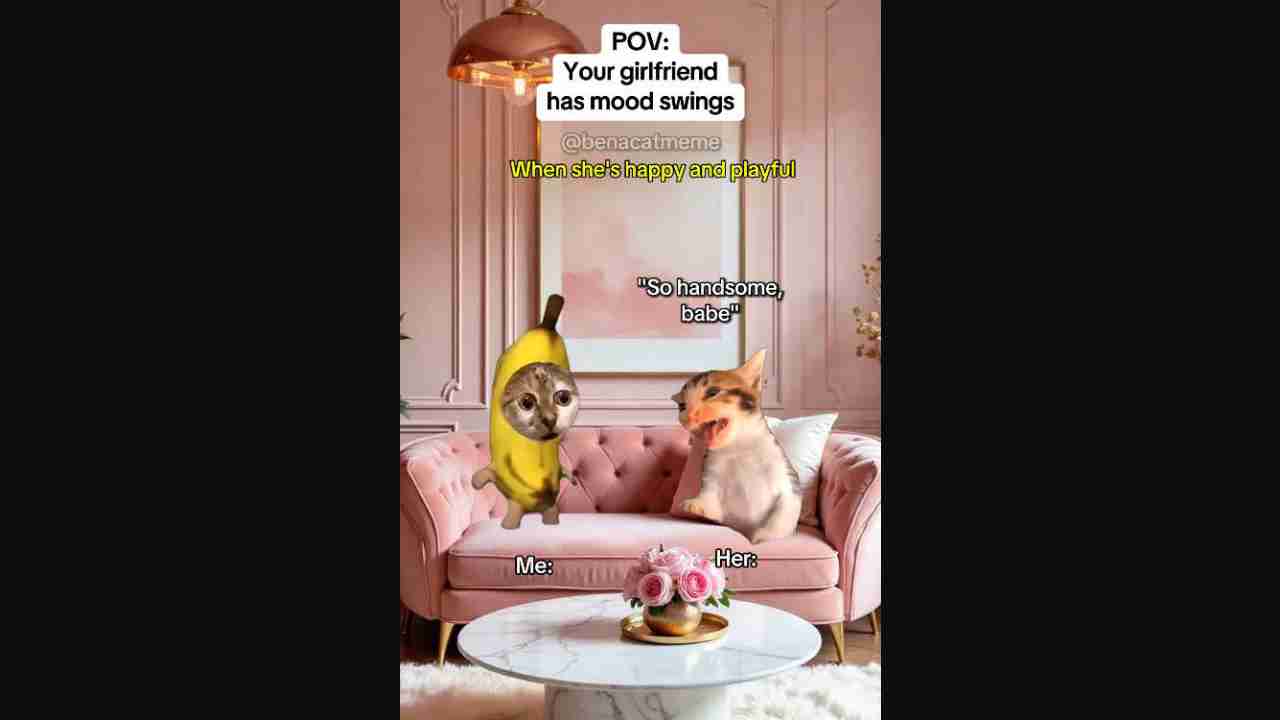 POV:
Your girlfriend
has mood swings
@benacatmeme
When she's happy and playful
"So handsome,
babe"
Me:
Her: